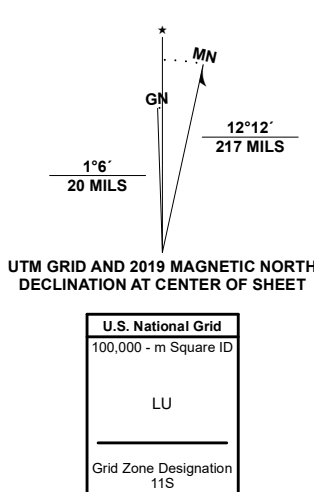 ★
MN
GN
12°12´
217 MILS
1°6´
20 MILS
UTM GRID AND 2019 MAGNETIC NORTH
DECLINATION AT CENTER OF SHEET
U.S. National Grid
100,000 - m Square ID
LU
Grid Zone Designation
11S